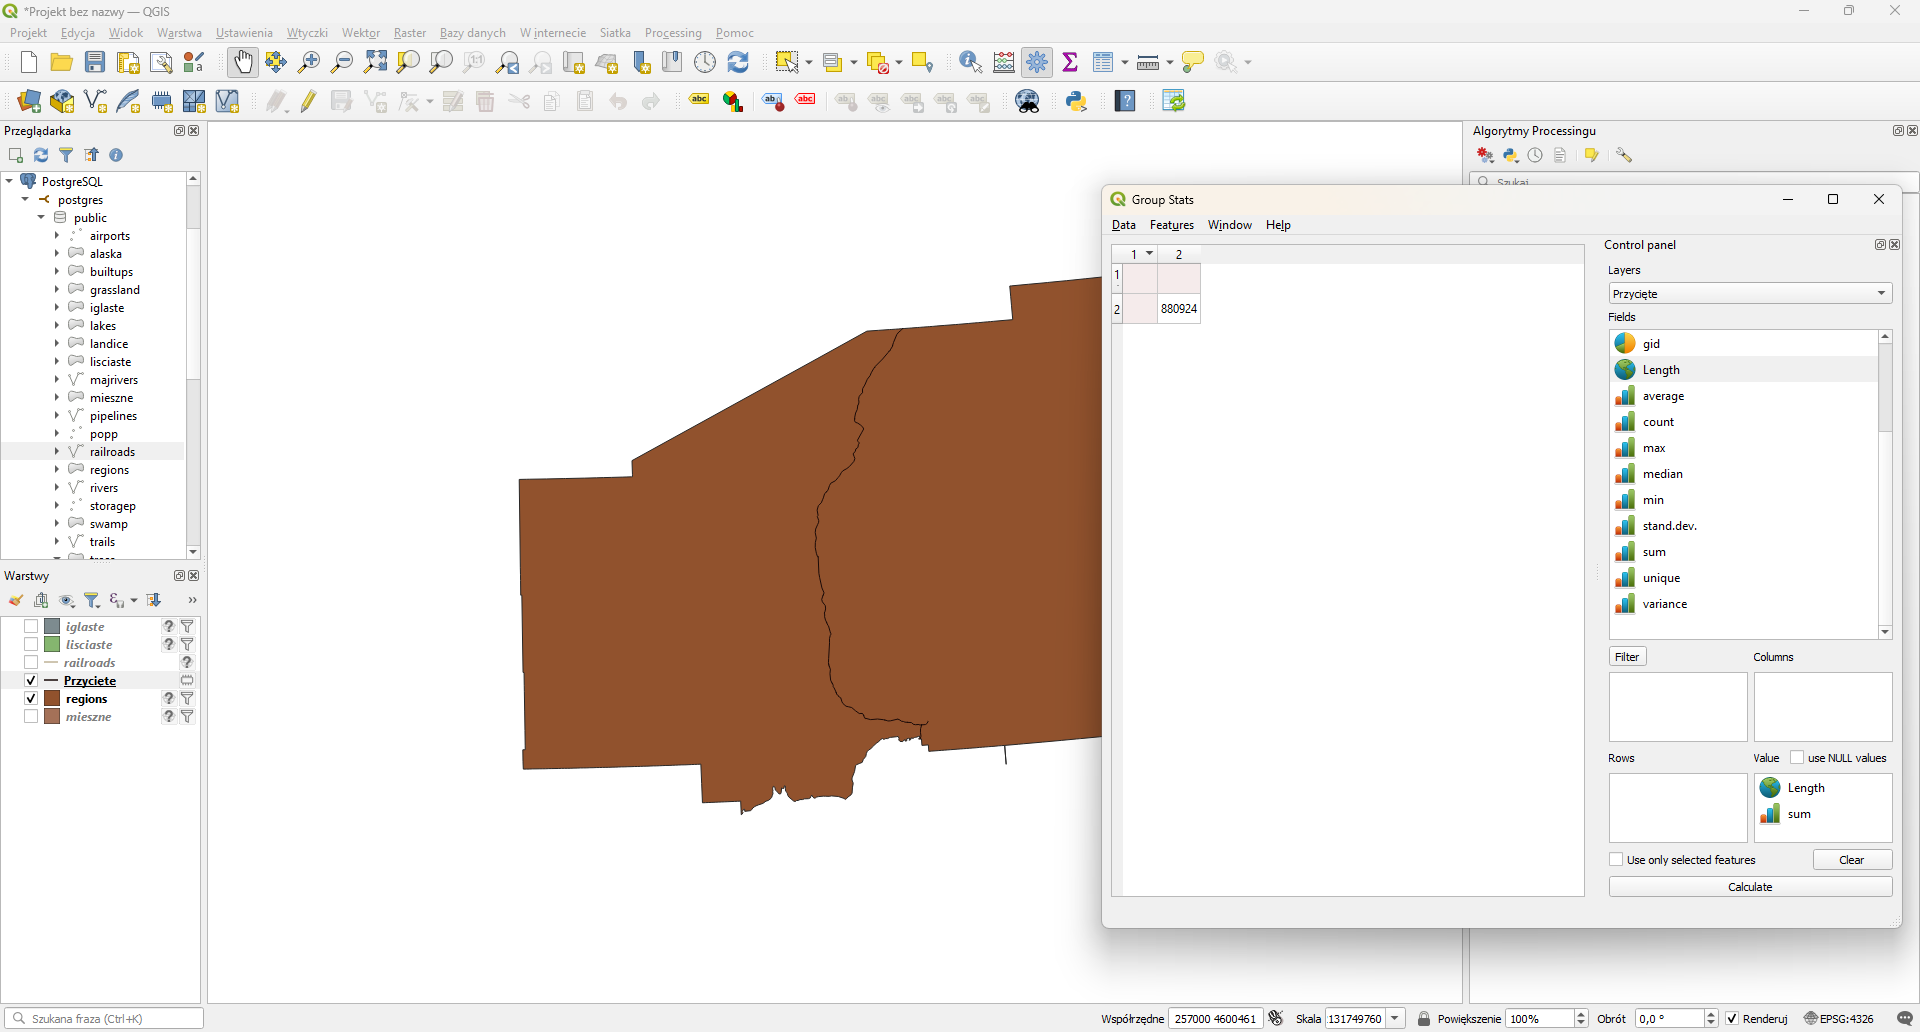 *Projekt bez nazwy — QGIS
Projekt Edycja Widok Warstwa Ustawienia Wtyczki Wektor Raster Bazy danych W internecie Siatka Processing Pomoc
Przeglądarka
PostgreSQL
postgres
public
airports
alaska
builtups
grassland
iglaste
lakes
landice
lisciaste
majrivers
mieszne
pipelines
popp
railroads
regions
rivers
storagep
swamp
trails
Warstwy
iglaste
lisciaste
railroads
Przycięte
regions
mieszne
Algorytmy Processingu
Szukaj
Group Stats
Data Features Window Help
1 2
1
2 880924
Control panel
Layers
Przycięte
Fields
gid
Length
average
count
max
median
min
stand.dev.
sum
unique
variance
Filter Columns
Rows Value use NULL values
Length
sum
Use only selected features Clear
Calculate
Szukana fraza (Ctrl+K) Współrzędne 257000 4600461 Skala 131749760 Powiększenie 100% Obrót 0,0 ° Renderuj EPSG:4326